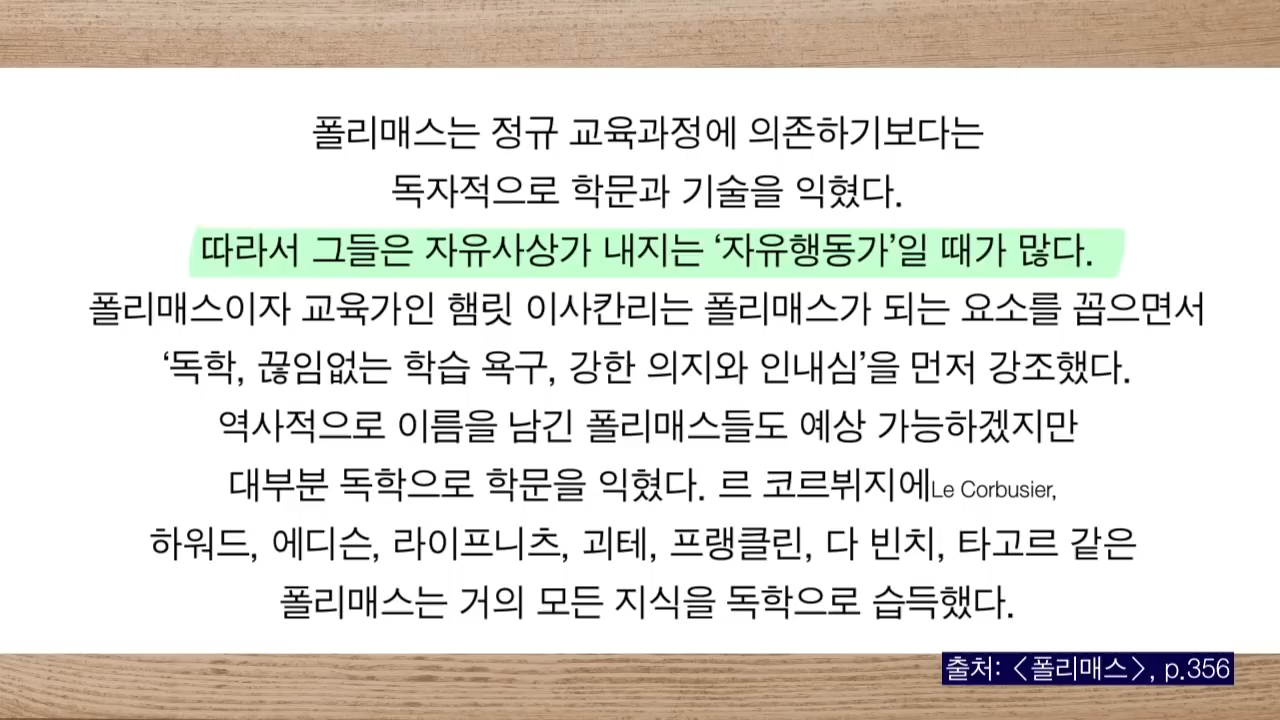 폴리매스는 정규 교육과정에 의존하기보다는
독자적으로 학문과 기술을 익혔다.
따라서 그들은 자유사상가 내지는 ‘자유행동가’일 때가 많다.
폴리매스이자 교육가인 햄릿 이사칸리는 폴리매스가 되는 요소를 꼽으면서
‘독학, 끊임없는 학습 욕구, 강한 의지와 인내심’을 먼저 강조했다.
역사적으로 이름을 남긴 폴리매스들도 예상 가능하겠지만
대부분 독학으로 학문을 익혔다. 르 코르뷔지에Le Corbusier,
하워드, 에디슨, 라이프니츠, 괴테, 프랭클린, 다 빈치, 타고르 같은
폴리매스는 거의 모든 지식을 독학으로 습득했다.
출처: <폴리매스>, p.356